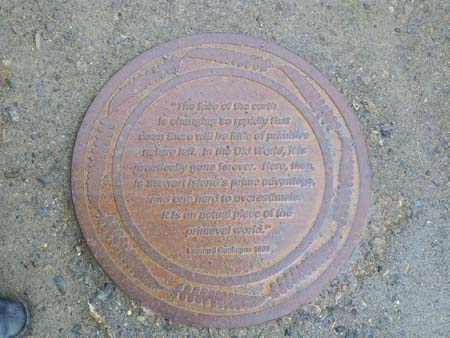 "The face of the earth
is changing so rapidly that
soon there will be little of primitive
nature left. In the Old World, it is
practically gone forever. Here, then,
is Stewart Island's prime advantage,
and one hard to overestimate.
It is an actual piece of the
primeval world."
Leonard Cockayne 1909